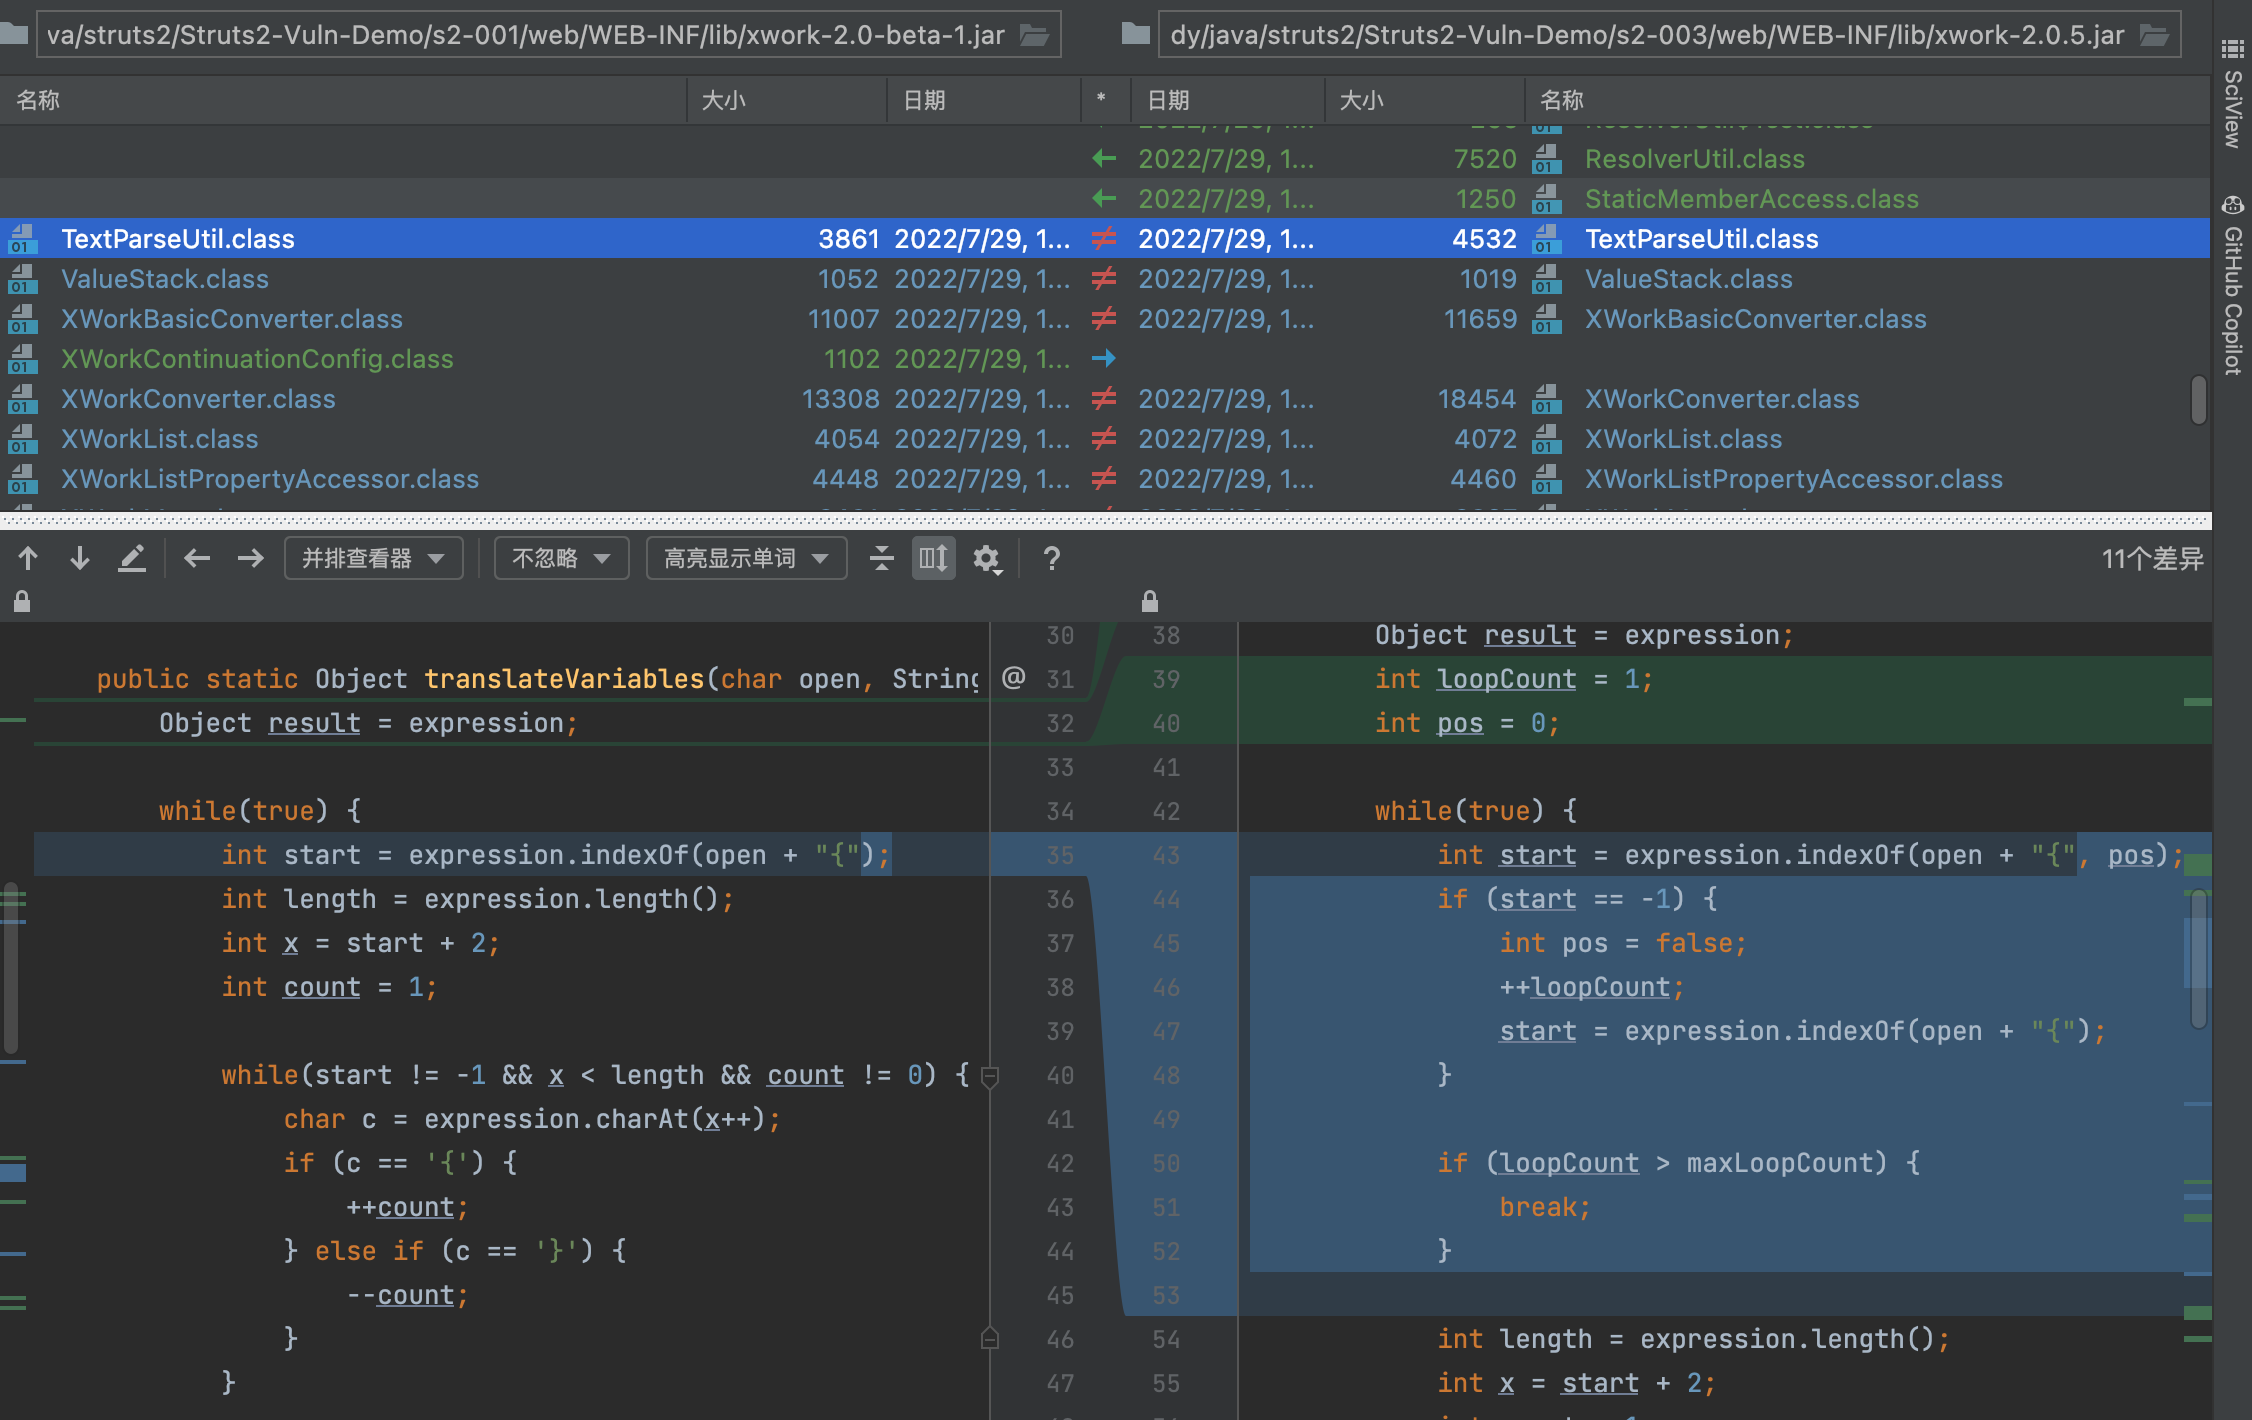 va/struts2/Struts2-Vuln-Demo/s2-001/web/WEB-INF/lib/xwork-2.0-beta-1.jar dy/java/struts2/Struts2-Vuln-Demo/s2-003/web/WEB-INF/lib/xwork-2.0.5.jar
名称 大小 日期 * 日期 大小 名称
2022/7/29, 1... 7520 ResolverUtil.class
2022/7/29, 1... 1250 StaticMemberAccess.class
TextParseUtil.class 3861 2022/7/29, 1... ≠ 2022/7/29, 1... 4532 TextParseUtil.class
ValueStack.class 1052 2022/7/29, 1... ≠ 2022/7/29, 1... 1019 ValueStack.class
XWorkBasicConverter.class 11007 2022/7/29, 1... ≠ 2022/7/29, 1... 11659 XWorkBasicConverter.class
XWorkContinuationConfig.class 1102 2022/7/29, 1...
XWorkConverter.class 13308 2022/7/29, 1... ≠ 2022/7/29, 1... 18454 XWorkConverter.class
XWorkList.class 4054 2022/7/29, 1... ≠ 2022/7/29, 1... 4072 XWorkList.class
XWorkListPropertyAccessor.class 4448 2022/7/29, 1... ≠ 2022/7/29, 1... 4460 XWorkListPropertyAccessor.class
并排查看器 不忽略 高亮显示单词 ? 11个差异
30
public static Object translateVariables(char open, String @ 31
Object result = expression; 32
33
while(true) { 34
int start = expression.indexOf(open + "{"); 35
int length = expression.length(); 36
int x = start + 2; 37
int count = 1; 38
39
while(start != -1 && x < length && count != 0) { 40
char c = expression.charAt(x++); 41
if (c == '{') { 42
++count; 43
} else if (c == '}') { 44
--count; 45
} 46
} 47
38 Object result = expression;
39 int loopCount = 1;
40 int pos = 0;
41
42 while(true) {
43 int start = expression.indexOf(open + "{", pos);
44 if (start == -1) {
45 int pos = false;
46 ++loopCount;
47 start = expression.indexOf(open + "{");
48 }
49
50 if (loopCount > maxLoopCount) {
51 break;
52 }
53
54 int length = expression.length();
55 int x = start + 2;
SciView
GitHub Copilot